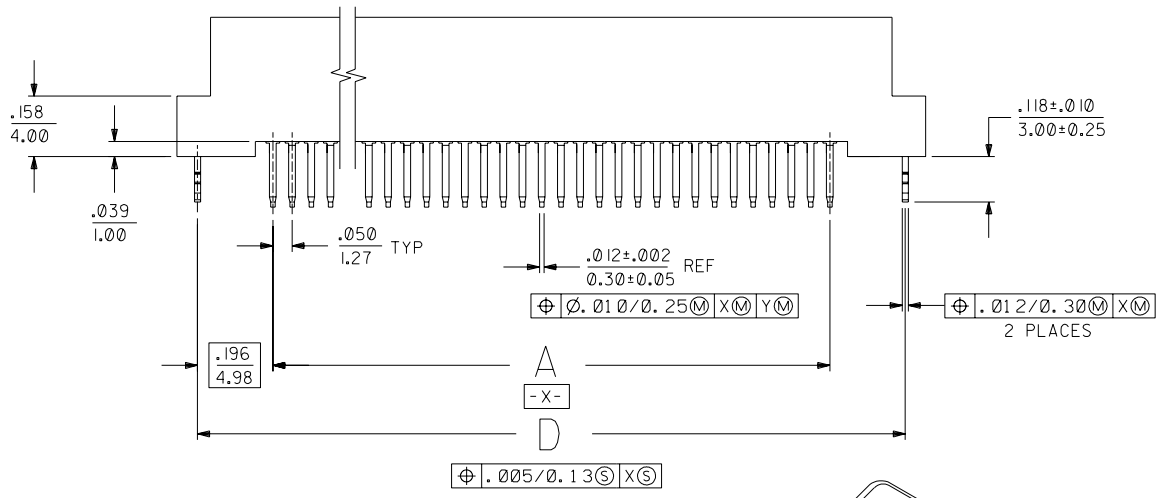 .158
4.00
.039
1.00
.118±.010
3.00±0.25
.050
1.27
TYP
.012±.002
0.30±0.05
REF
⌖ Ø.010/0.25Ⓜ XⓂ YⓂ
⌖ .012/0.30Ⓜ XⓂ
2 PLACES
.196
4.98
A
-X-
D
⌖ .005/0.13Ⓢ XⓈ